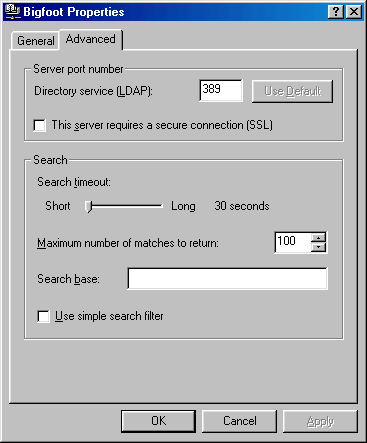 Bigfoot Properties
General Advanced
Server port number
Directory service (LDAP): 389 Use Default
This server requires a secure connection (SSL)
Search
Search timeout:
Short Long 30 seconds
Maximum number of matches to return: 100
Search base:
Use simple search filter
OK Cancel Apply